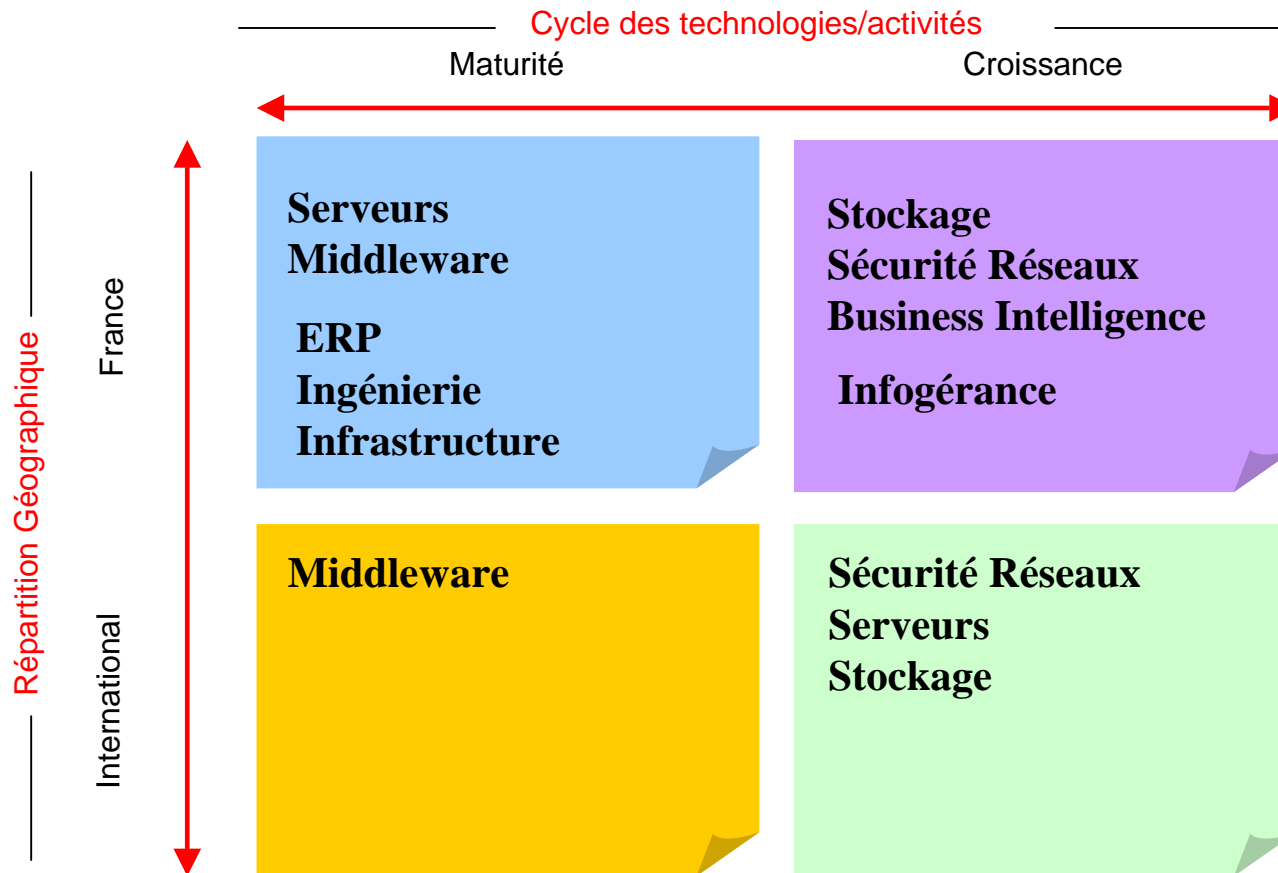 Cycle des technologies/activités
Maturité
Croissance
Répartition Géographique
France
International
Serveurs
Middleware
ERP
Ingénierie
Infrastructure
Stockage
Sécurité Réseaux
Business Intelligence
Infogérance
Middleware
Sécurité Réseaux
Serveurs
Stockage